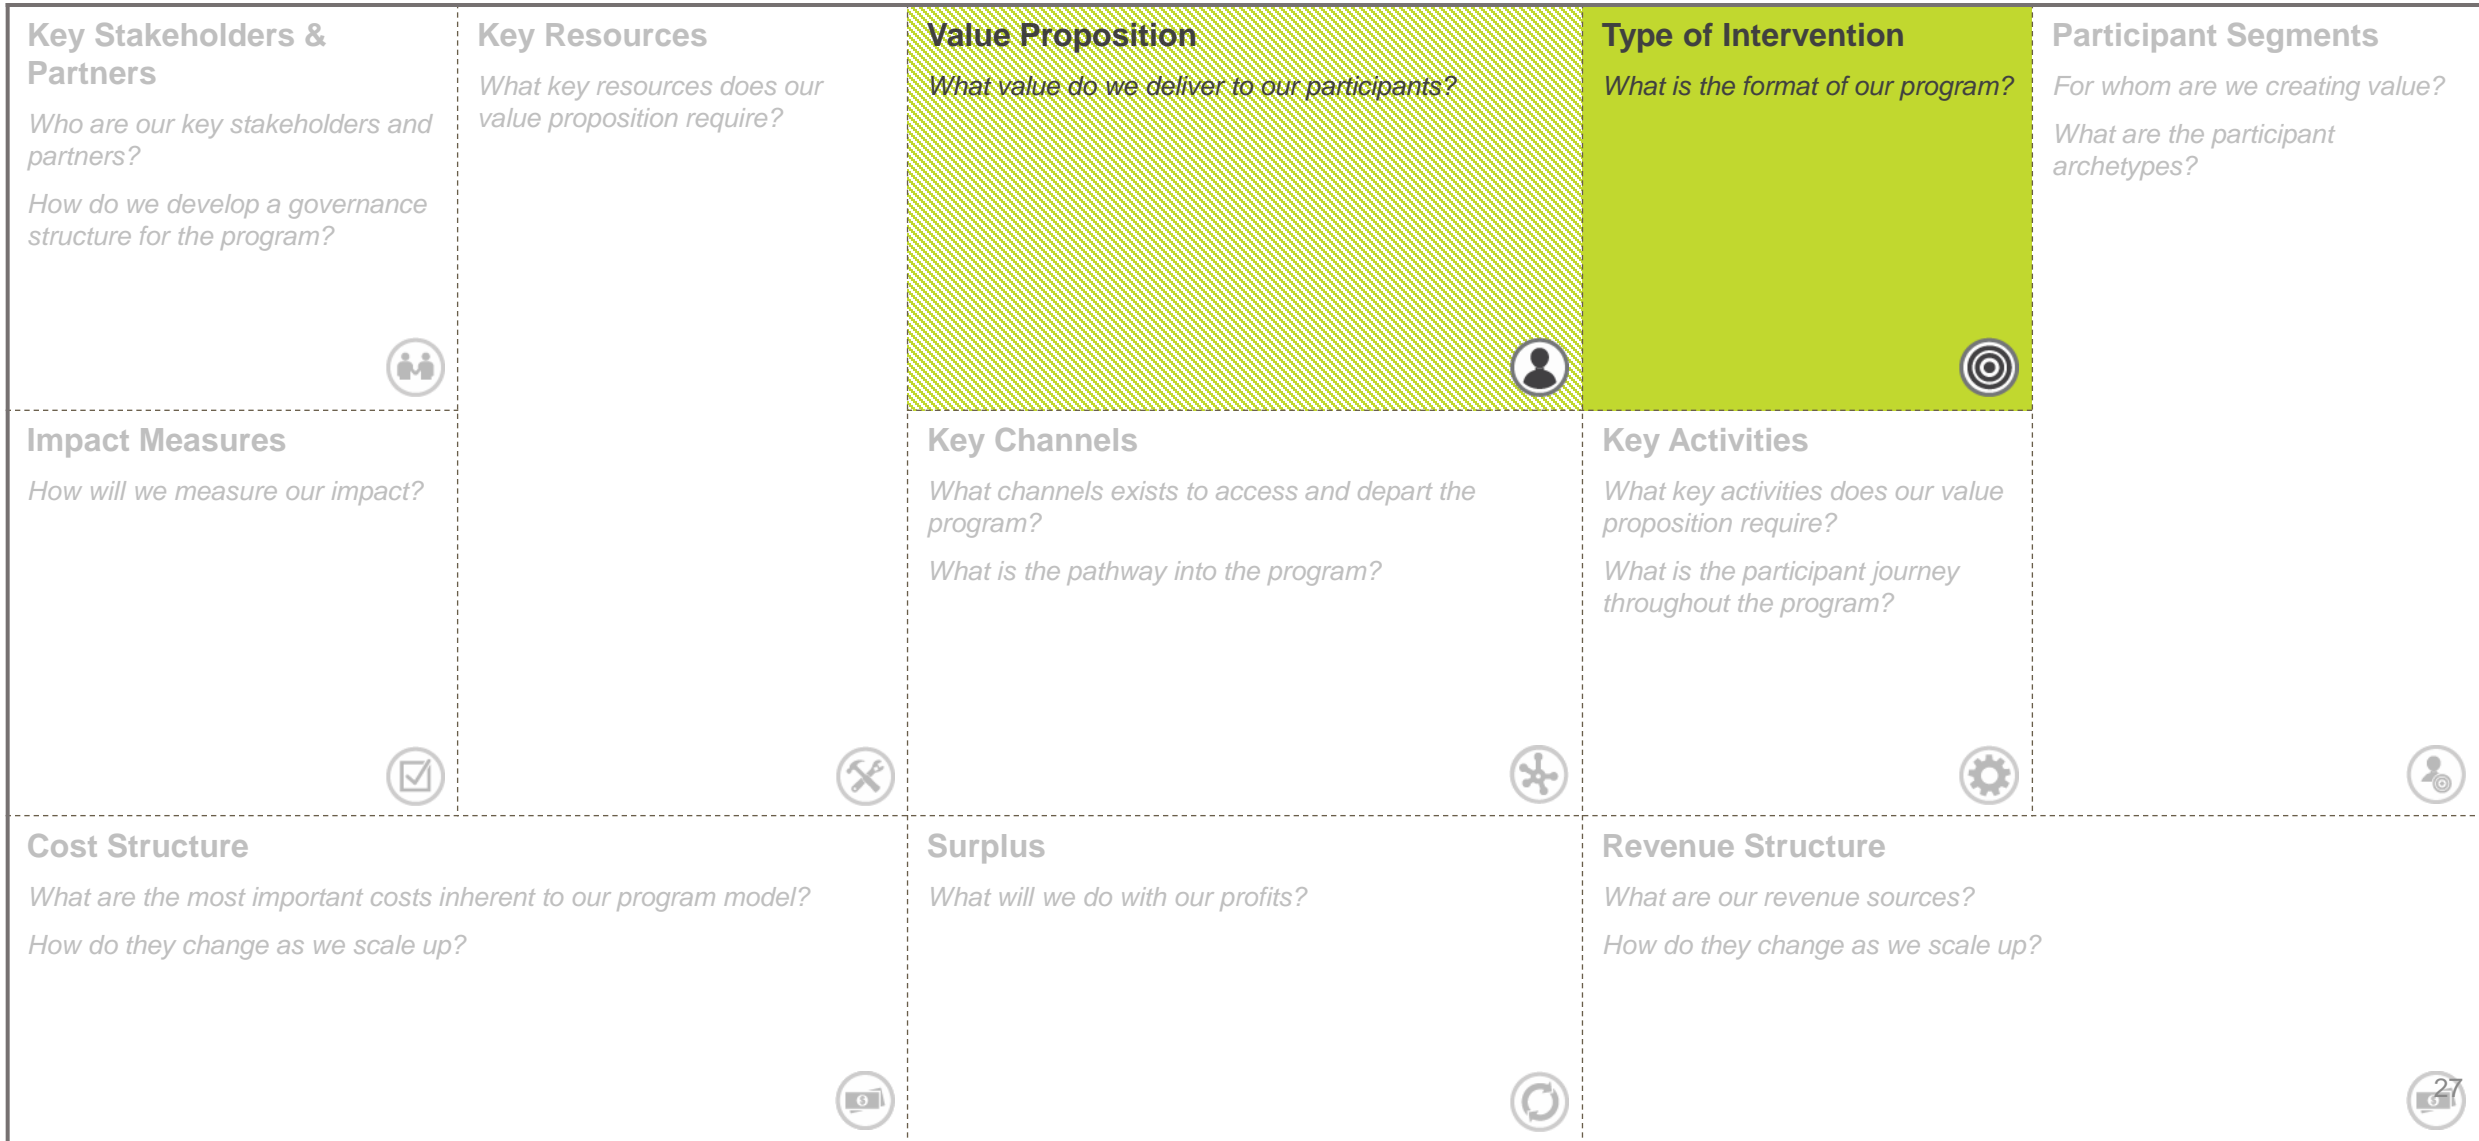 Key Stakeholders &
Partners
Who are our key stakeholders and
partners?
How do we develop a governance
structure for the program?
Key Resources
What key resources does our
value proposition require?
Value Proposition
What value do we deliver to our participants?
Type of Intervention
What is the format of our program?
Participant Segments
For whom are we creating value?
What are the participant
archetypes?
Impact Measures
How will we measure our impact?
Key Channels
What channels exists to access and depart the
program?
What is the pathway into the program?
Key Activities
What key activities does our value
proposition require?
What is the participant journey
throughout the program?
Cost Structure
What are the most important costs inherent to our program model?
How do they change as we scale up?
Surplus
What will we do with our profits?
Revenue Structure
What are our revenue sources?
How do they change as we scale up?
27